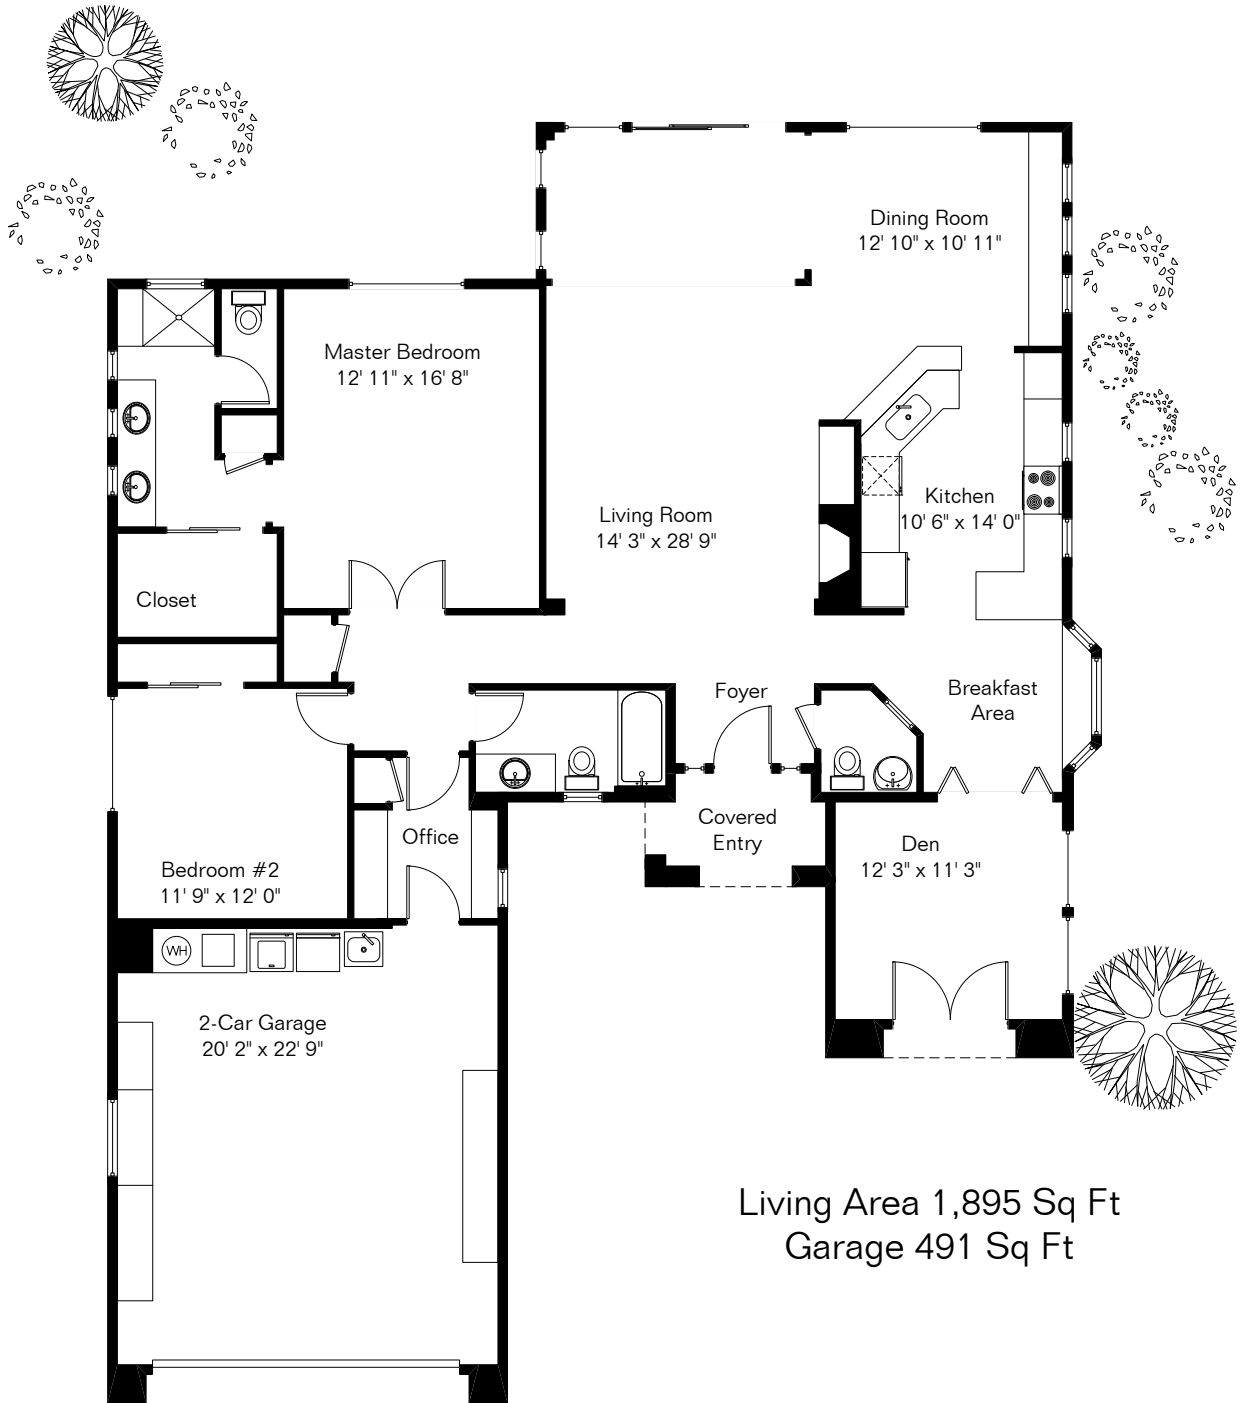 Dining Room
12' 10" x 10' 11"
Master Bedroom
12' 11" x 16' 8"
Kitchen
10' 6" x 14' 0"
Living Room
14' 3" x 28' 9"
Closet
Foyer
Breakfast
Area
Covered
Entry
Office
Den
12' 3" x 11' 3"
Bedroom #2
11' 9" x 12' 0"
WH
2-Car Garage
20' 2" x 22' 9"
Living Area 1,895 Sq Ft
Garage 491 Sq Ft